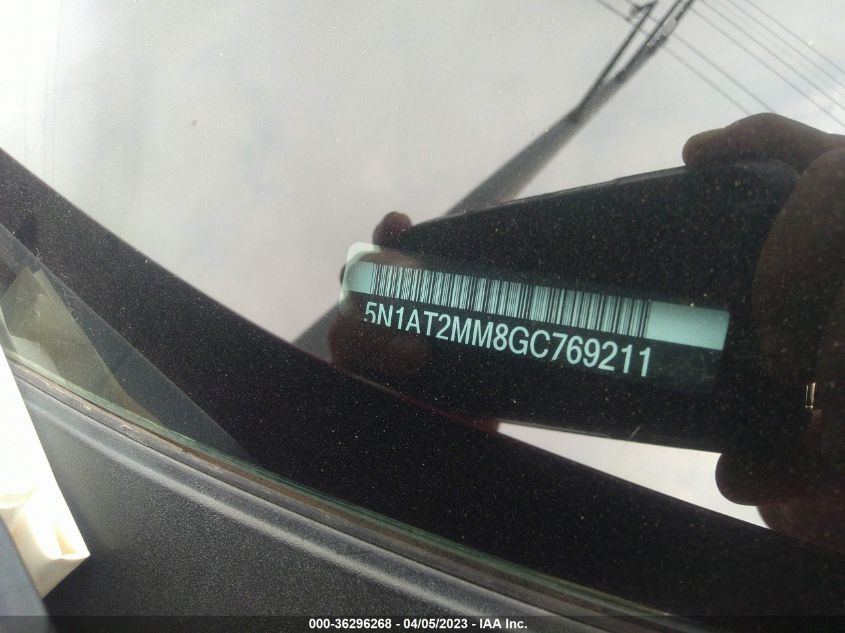 5N1AT2MM8GC769211
000-36296268 - 04/05/2023 - IAA Inc.